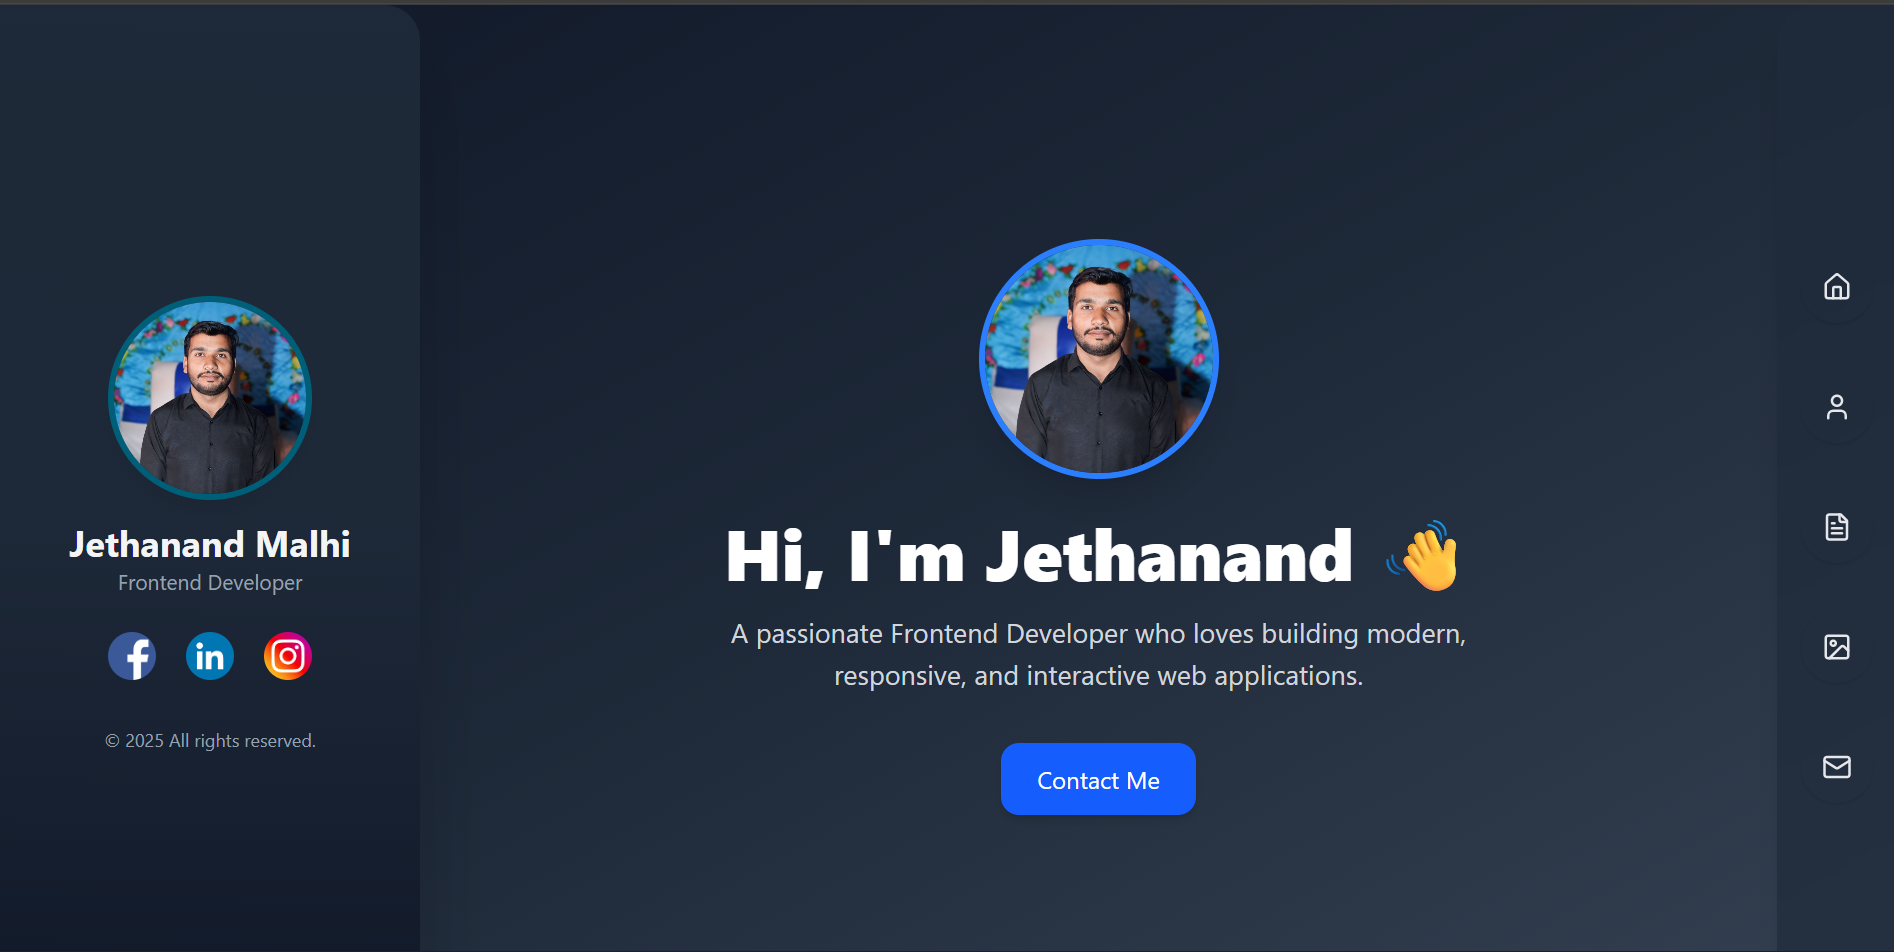 Jethanand Malhi
Frontend Developer
f
in
© 2025 All rights reserved.
Hi, I'm Jethanand 👋
A passionate Frontend Developer who loves building modern,
responsive, and interactive web applications.
Contact Me